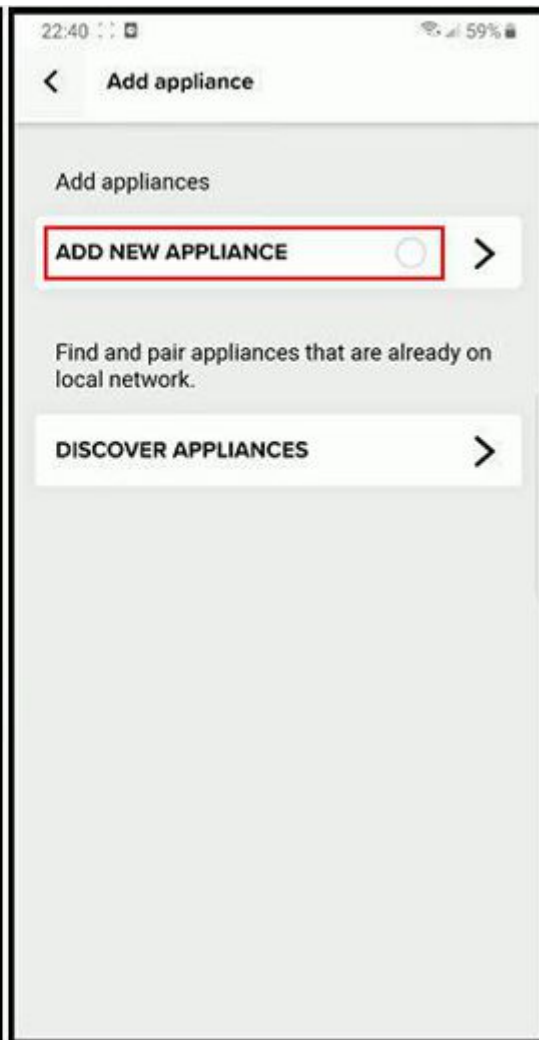 22:40 59%
Add appliance
Add appliances
ADD NEW APPLIANCE
Find and pair appliances that are already on
local network.
DISCOVER APPLIANCES